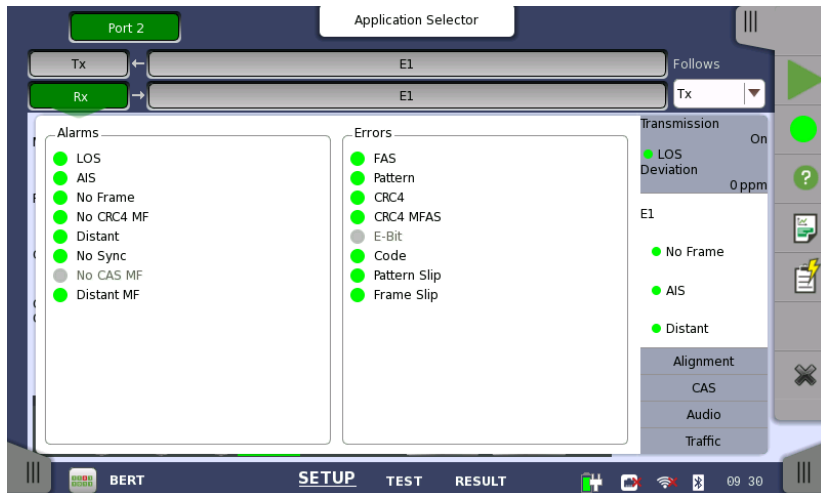 Port 2
Application Selector
Tx
←
E1
Follows
Rx
→
E1
Tx
Alarms
LOS
AIS
No Frame
No CRC4 MF
Distant
No Sync
No CAS MF
Distant MF
Errors
FAS
Pattern
CRC4
CRC4 MFAS
E-Bit
Code
Pattern Slip
Frame Slip
Transmission
On
LOS
Deviation
0 ppm
E1
No Frame
AIS
Distant
Alignment
CAS
Audio
Traffic
BERT
SETUP
TEST
RESULT
09 30